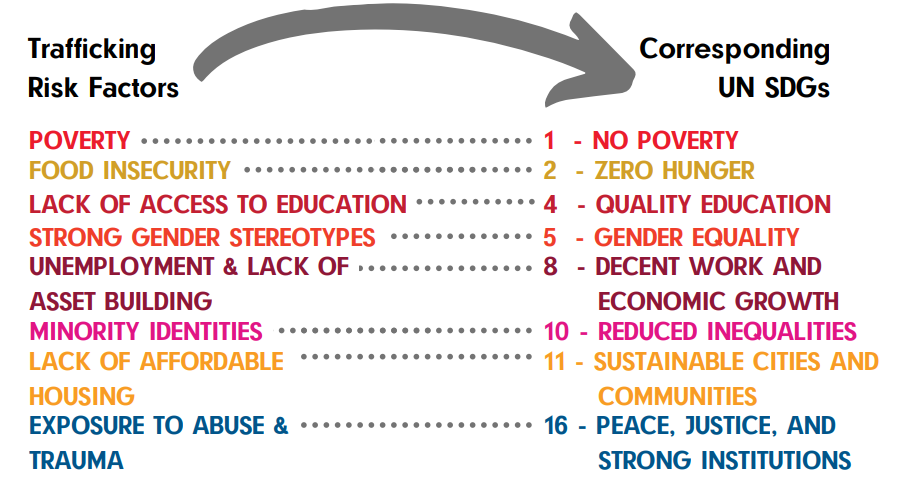 Trafficking
Risk Factors
Corresponding
UN SDGs
POVERTY 1 - NO POVERTY
FOOD INSECURITY 2 - ZERO HUNGER
LACK OF ACCESS TO EDUCATION 4 - QUALITY EDUCATION
STRONG GENDER STEREOTYPES 5 - GENDER EQUALITY
UNEMPLOYMENT & LACK OF 8 - DECENT WORK AND
ASSET BUILDING ECONOMIC GROWTH
MINORITY IDENTITIES 10 - REDUCED INEQUALITIES
LACK OF AFFORDABLE 11 - SUSTAINABLE CITIES AND
HOUSING COMMUNITIES
EXPOSURE TO ABUSE & 16 - PEACE, JUSTICE, AND
TRAUMA STRONG INSTITUTIONS